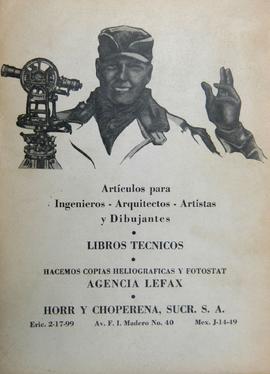 Artículos para
Ingenieros - Arquitectos - Artistas
y Dibujantes
LIBROS TECNICOS
HACEMOS COPIAS HELIOGRAFICAS Y FOTOSTAT
AGENCIA LEFAX
HORR Y CHOPERENA, SUCR. S. A.
Eric. 2-17-99 Av. F. I. Madero No. 40 Mex. J-14-49